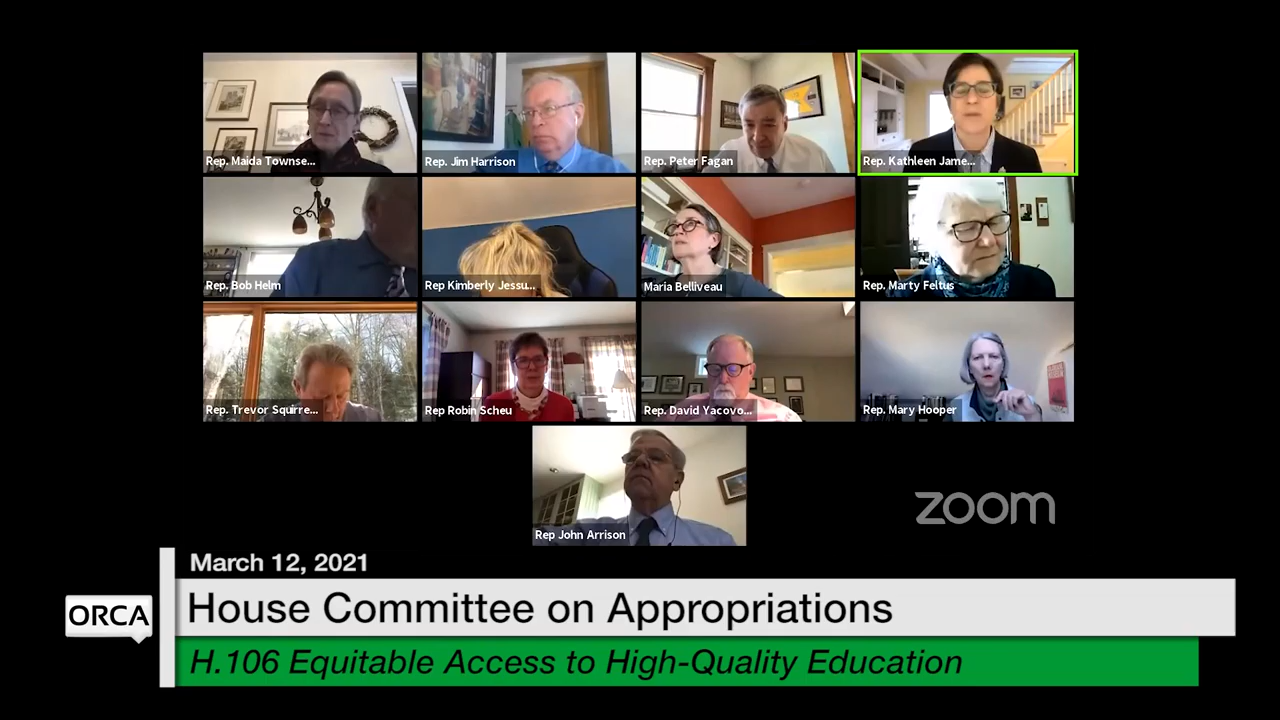 Rep. Maida Townse...
Rep. Jim Harrison
Rep. Peter Fagan
Rep. Kathleen Jame...
Rep. Bob Helm
Rep Kimberly Jessu...
Maria Belliveau
Rep. Marty Feltus
Rep. Trevor Squirre...
Rep Robin Scheu
Rep. David Yacovo...
Rep. Mary Hooper
Rep John Arrison
zoom
March 12, 2021
ORCA
House Committee on Appropriations
H.106 Equitable Access to High-Quality Education